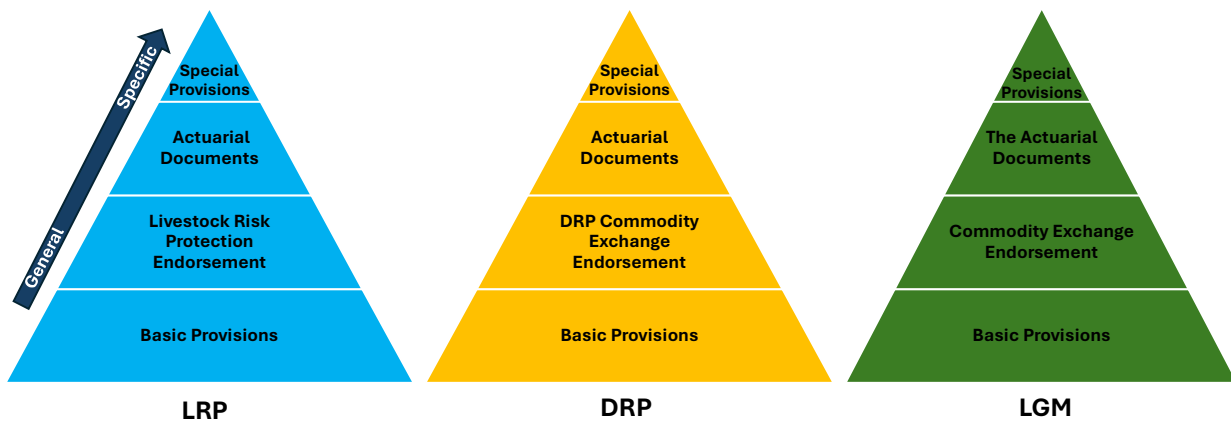 General
Specific
Special
Provisions
Actuarial
Documents
Livestock Risk
Protection
Endorsement
Basic Provisions
LRP
Special
Provisions
Actuarial
Documents
DRP Commodity
Exchange
Endorsement
Basic Provisions
DRP
Special
Provisions
The Actuarial
Documents
Commodity Exchange
Endorsement
Basic Provisions
LGM